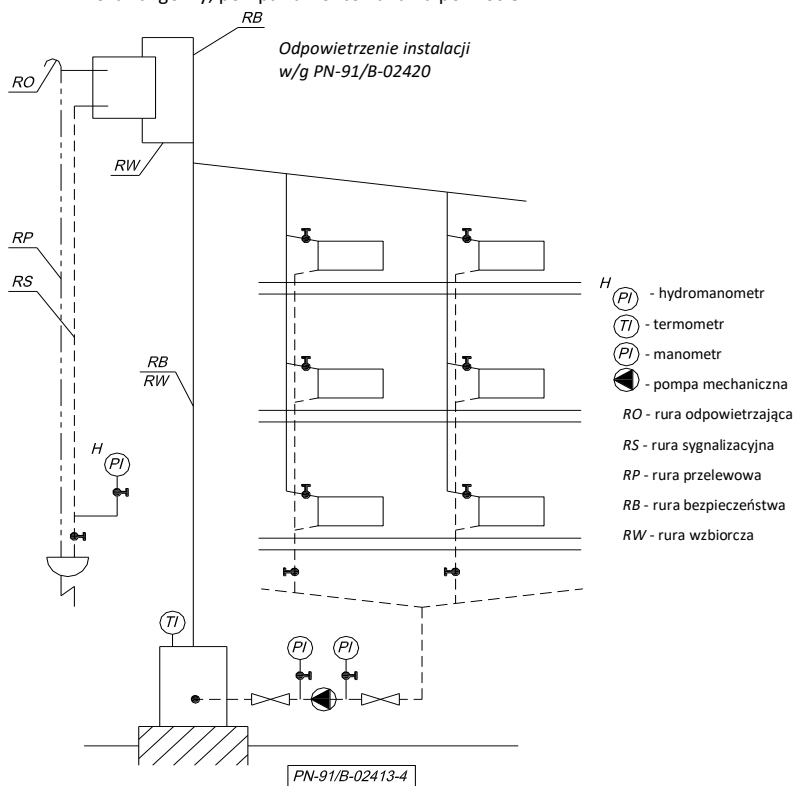 RB
Odpowietrzenie instalacji
w/g PN-91/B-02420
RO
RW
RP
RS
RB
RW
H
PI
TI
PI
PI
PN-91/B-02413-4
H
PI - hydromanometr
TI - termometr
PI - manometr
- pompa mechaniczna
RO - rura odpowietrzająca
RS - rura sygnalizacyjna
RP - rura przelewowa
RB - rura bezpieczeństwa
RW - rura wzbiorcza